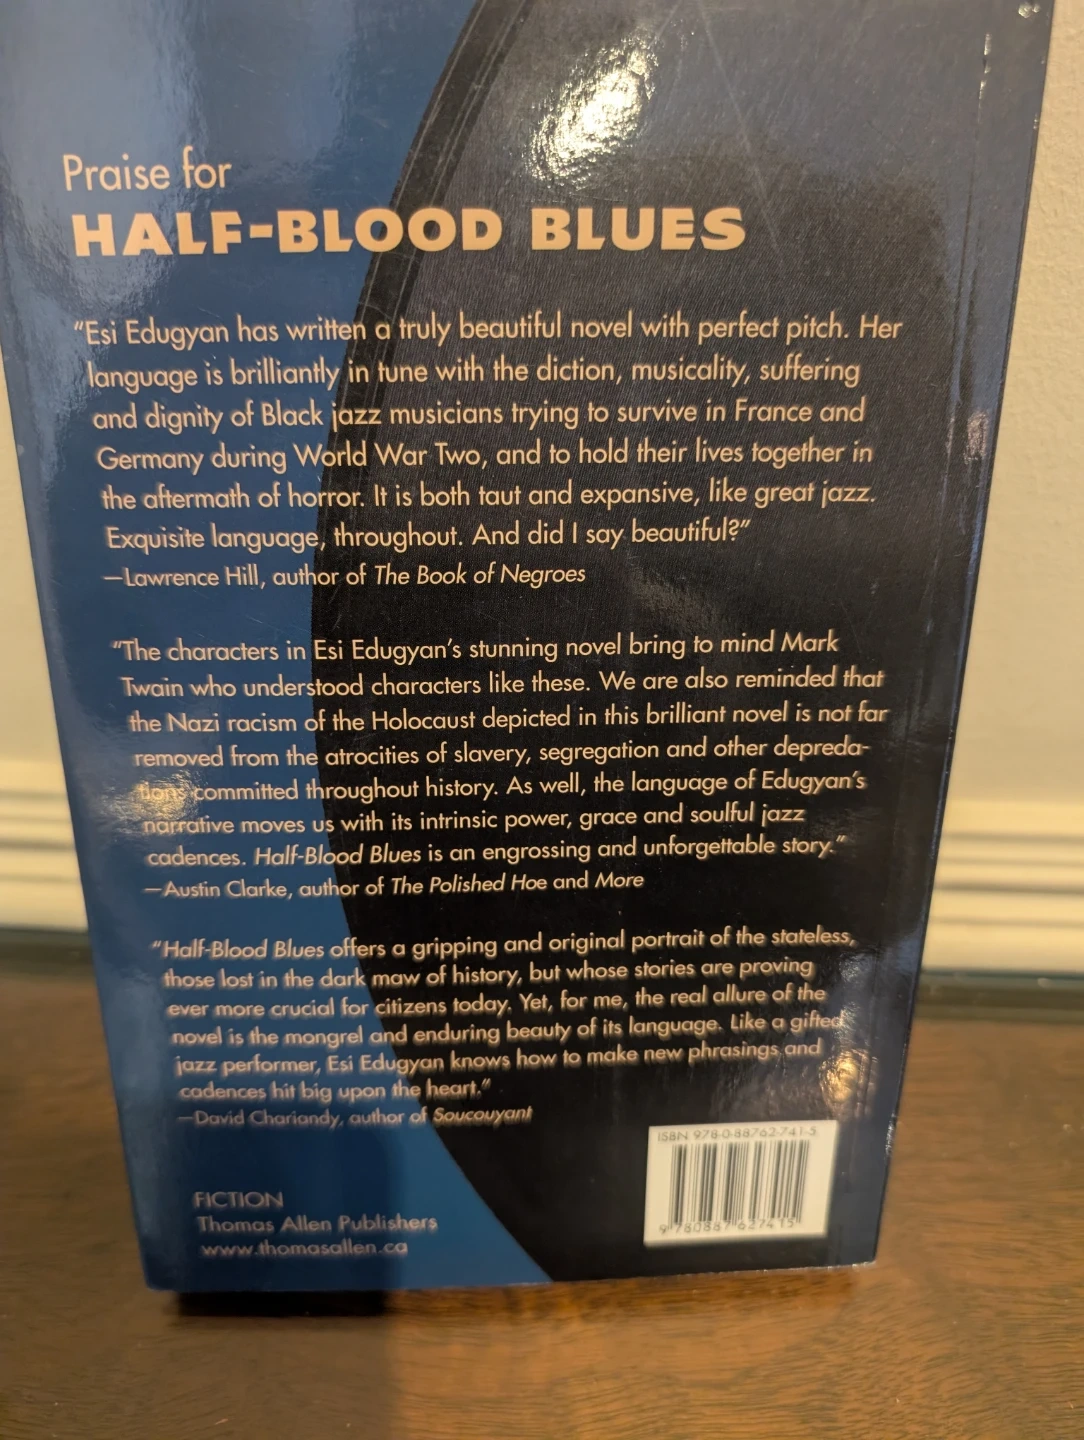 Praise for
HALF-BLOOD BLUES
“Esi Edugyan has written a truly beautiful novel with perfect pitch. Her
language is brilliantly in tune with the diction, musicality, suffering
and dignity of Black jazz musicians trying to survive in France and
Germany during World War Two, and to hold their lives together in
the aftermath of horror. It is both taut and expansive, like great jazz.
Exquisite language, throughout. And did I say beautiful?”
—Lawrence Hill, author of The Book of Negroes
“The characters in Esi Edugyan’s stunning novel bring to mind Mark
Twain who understood characters like these. We are also reminded that
the Nazi racism of the Holocaust depicted in this brilliant novel is not far
removed from the atrocities of slavery, segregation and other depreda-
tions committed throughout history. As well, the language of Edugyan’s
narrative moves us with its intrinsic power, grace and soulful jazz
cadences. Half-Blood Blues is an engrossing and unforgettable story.”
—Austin Clarke, author of The Polished Hoe and More
“Half-Blood Blues offers a gripping and original portrait of the stateless,
those lost in the dark maw of history, but whose stories are proving
ever more crucial for citizens today. Yet, for me, the real allure of the
novel is the mongrel and enduring beauty of its language. Like a gifted
jazz performer, Esi Edugyan knows how to make new phrasings and
cadences hit big upon the heart.”
—David Chariandy, author of Soucouyant
ISBN 978-0-88762-741-5
9 780887 627415
FICTION
Thomas Allen Publishers
www.thomasallen.ca